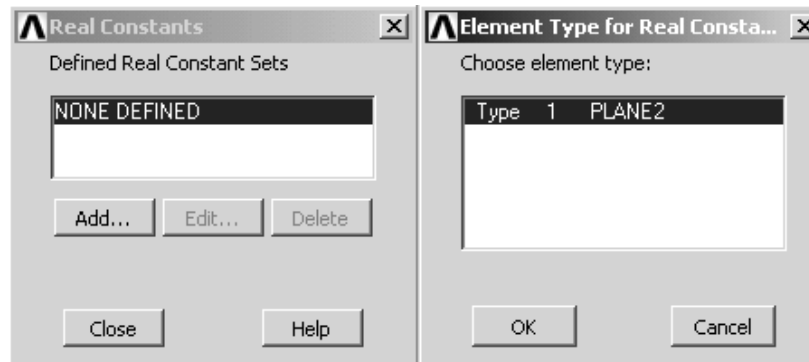 Real Constants
Defined Real Constant Sets
NONE DEFINED
Add...
Edit...
Delete
Close
Help
Element Type for Real Consta...
Choose element type:
Type 1 PLANE2
OK
Cancel